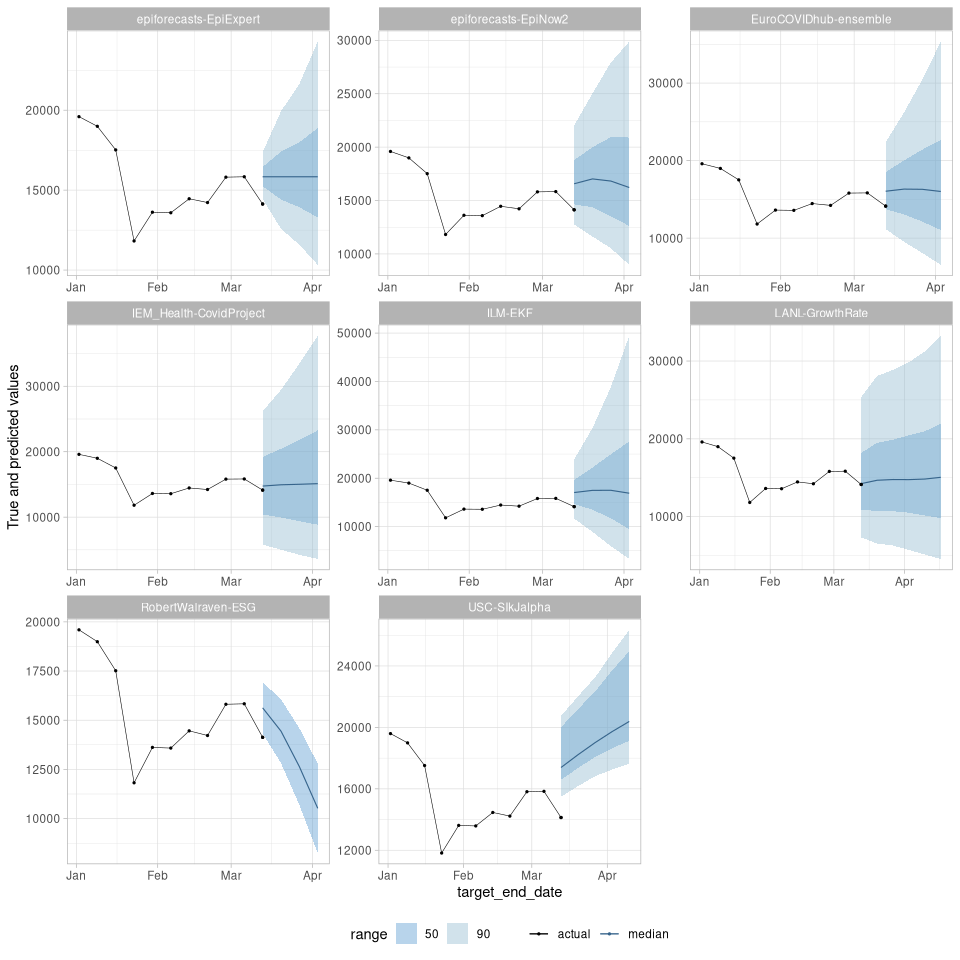 epiforecasts-EpiExpert
epiforecasts-EpiNow2
EuroCOVIDhub-ensemble
20000
15000
10000
Jan Feb Mar Apr
30000
25000
20000
15000
10000
Jan Feb Mar Apr
30000
20000
10000
Jan Feb Mar Apr
IEM_Health-CovidProject
ILM-EKF
LANL-GrowthRate
True and predicted values
30000
20000
10000
Jan Feb Mar Apr
50000
40000
30000
20000
10000
Jan Feb Mar Apr
30000
20000
10000
Jan Feb Mar Apr
RobertWalraven-ESG
USC-SIkJalpha
20000
17500
15000
12500
10000
Jan Feb Mar Apr
24000
20000
16000
12000
Jan Feb Mar Apr
target_end_date
range 50 90 actual median